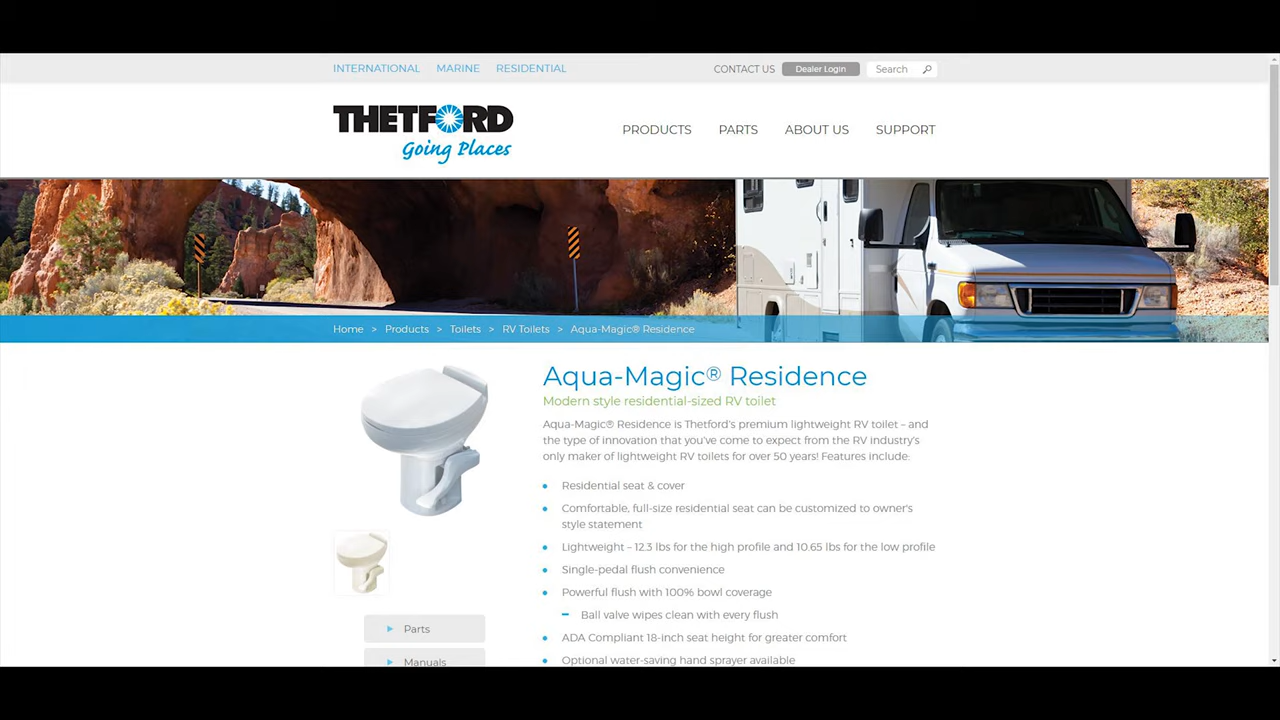 INTERNATIONAL MARINE RESIDENTIAL CONTACT US Dealer Login Search
THETFORD
Going Places
PRODUCTS PARTS ABOUT US SUPPORT
Home > Products > Toilets > RV Toilets > Aqua-Magic® Residence
Aqua-Magic® Residence
Modern style residential-sized RV toilet
Aqua-Magic® Residence is Thetford's premium lightweight RV toilet – and
the type of innovation that you've come to expect from the RV industry's
only maker of lightweight RV toilets for over 50 years! Features include:
Residential seat & cover
Comfortable, full-size residential seat can be customized to owner's
style statement
Lightweight – 12.3 lbs for the high profile and 10.65 lbs for the low profile
Single-pedal flush convenience
Powerful flush with 100% bowl coverage
Ball valve wipes clean with every flush
ADA Compliant 18-inch seat height for greater comfort
Optional water-saving hand sprayer available
Parts
Manuals